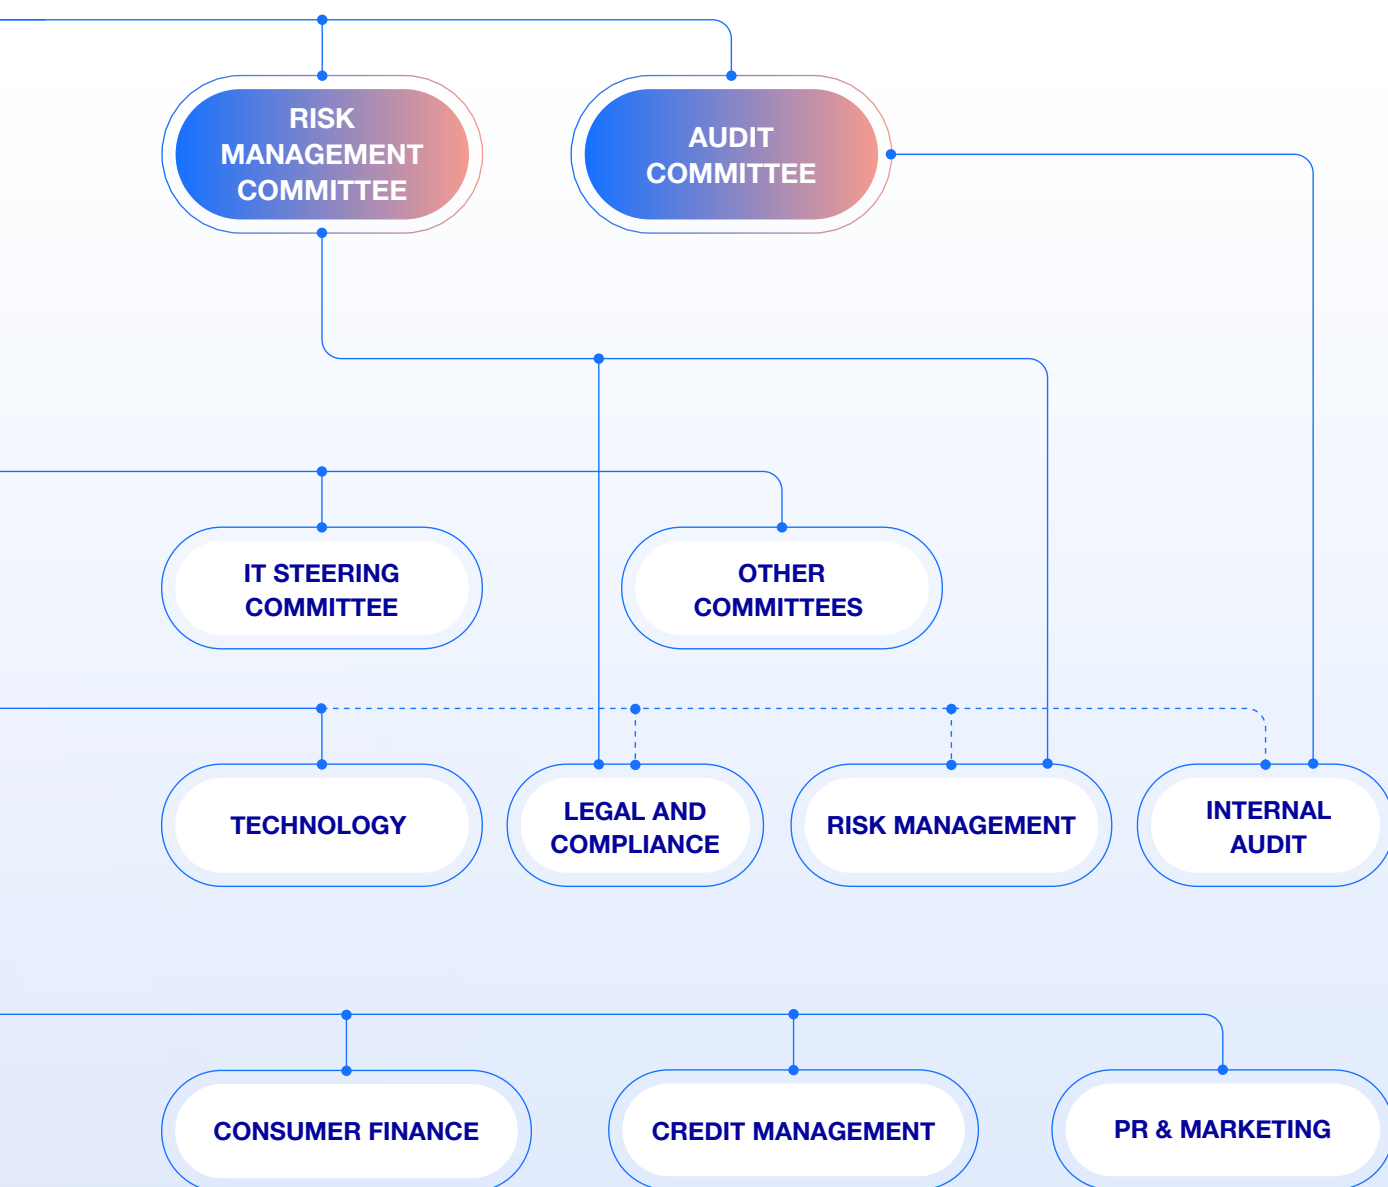 RISK
MANAGEMENT
COMMITTEE
AUDIT
COMMITTEE
IT STEERING
COMMITTEE
OTHER
COMMITTEES
TECHNOLOGY
LEGAL AND
COMPLIANCE
RISK MANAGEMENT
INTERNAL
AUDIT
CONSUMER FINANCE
CREDIT MANAGEMENT
PR & MARKETING